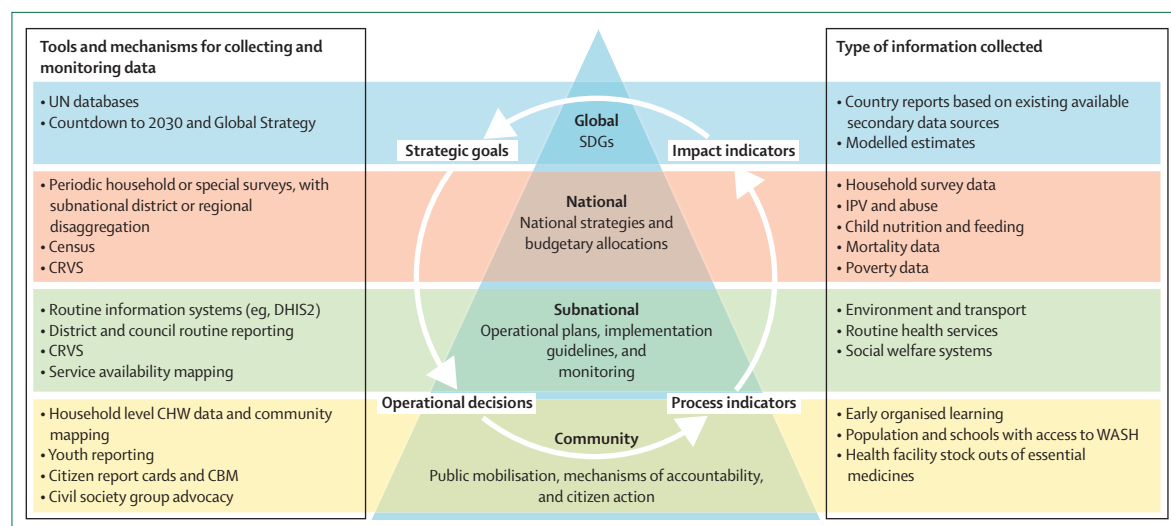 Tools and mechanisms for collecting and
monitoring data
• UN databases
• Countdown to 2030 and Global Strategy
• Periodic household or special surveys, with
subnational district or regional
disaggregation
• Census
• CRVS
• Routine information systems (eg, DHIS2)
• District and council routine reporting
• CRVS
• Service availability mapping
• Household level CHW data and community
mapping
• Youth reporting
• Citizen report cards and CBM
• Civil society group advocacy
Global
SDGs
Strategic goals
Impact indicators
National
National strategies and
budgetary allocations
Subnational
Operational plans, implementation
guidelines, and
monitoring
Operational decisions
Process indicators
Community
Public mobilisation, mechanisms of accountability,
and citizen action
Type of information collected
• Country reports based on existing available
secondary data sources
• Modelled estimates
• Household survey data
• IPV and abuse
• Child nutrition and feeding
• Mortality data
• Poverty data
• Environment and transport
• Routine health services
• Social welfare systems
• Early organised learning
• Population and schools with access to WASH
• Health facility stock outs of essential
medicines